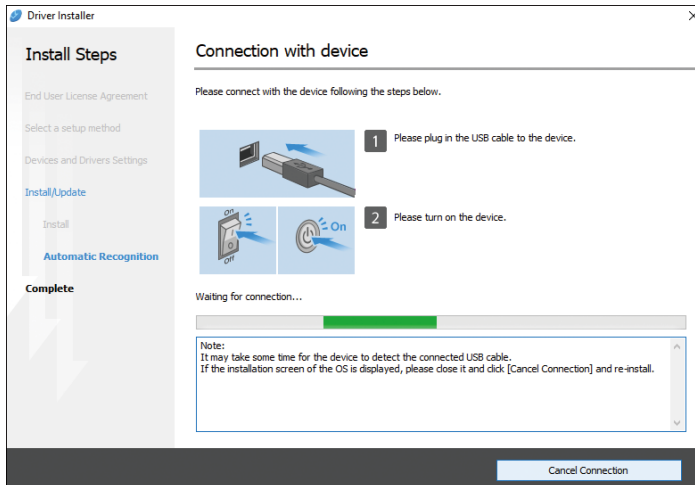 Driver Installer
Install Steps
End User License Agreement
Select a setup method
Devices and Drivers Settings
Install/Update
Install
Automatic Recognition
Complete
Connection with device
Please connect with the device following the steps below.
1 Please plug in the USB cable to the device.
On
Off
On
2 Please turn on the device.
Waiting for connection...
Note:
It may take some time for the device to detect the connected USB cable.
If the installation screen of the OS is displayed, please close it and click [Cancel Connection] and re-install.
Cancel Connection